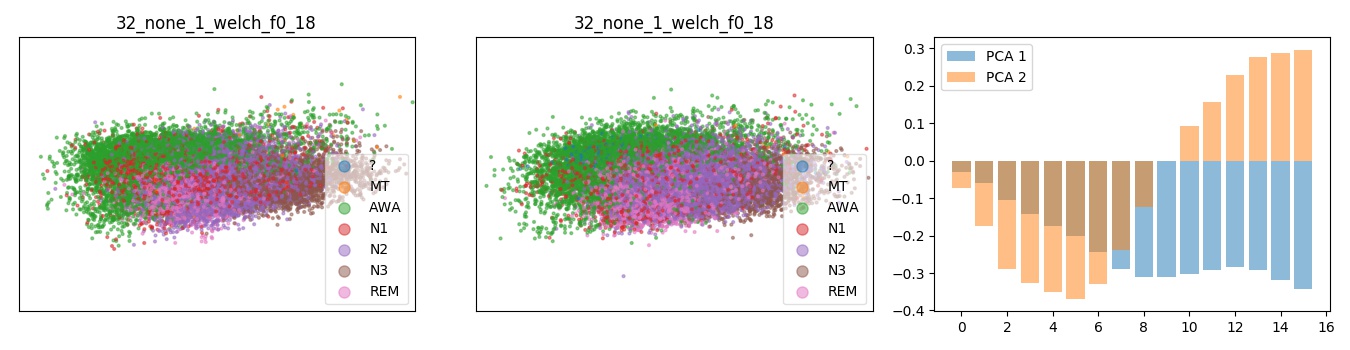 32_none_1_welch_f0_18
?
MT
AWA
N1
N2
N3
REM
32_none_1_welch_f0_18
?
MT
AWA
N1
N2
N3
REM
PCA 1
PCA 2
0.3
0.2
0.1
0.0
−0.1
−0.2
−0.3
−0.4
0 2 4 6 8 10 12 14 16